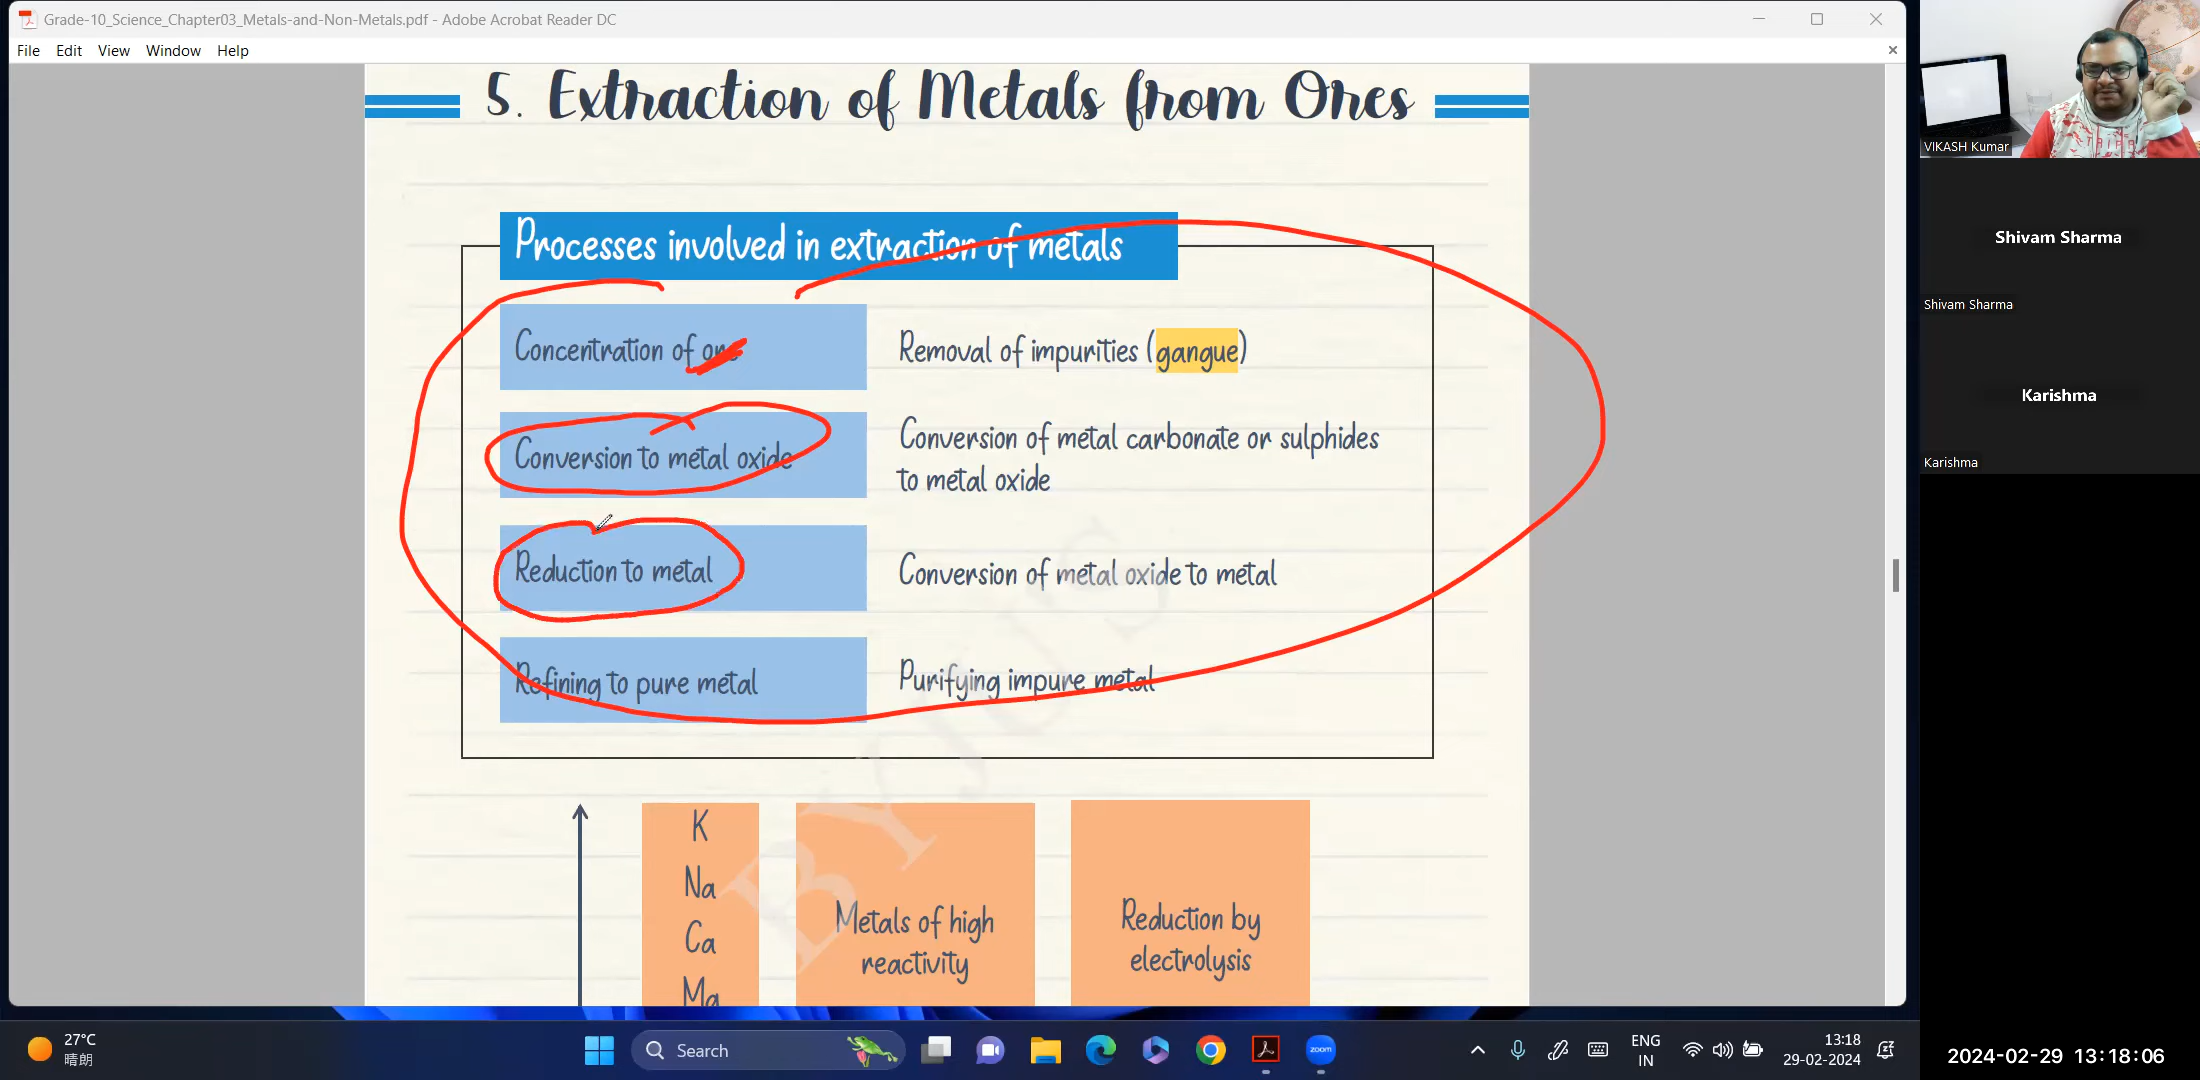 Grade-10_Science_Chapter03_Metals-and-Non-Metals.pdf - Adobe Acrobat Reader DC
File Edit View Window Help
5. Extraction of Metals from Ores
Processes involved in extraction of metals
Concentration of ore
Removal of impurities (gangue)
Conversion to metal oxide
Conversion of metal carbonate or sulphides
to metal oxide
Reduction to metal
Conversion of metal oxide to metal
Refining to pure metal
Purifying impure metal
BYJU'S
K
Na
Ca
Mg
Metals of high
reactivity
Reduction by
electrolysis
VIKASH Kumar
Shivam Sharma
Shivam Sharma
Karishma
Karishma
27°C
晴朗
Search
zoom
ENG
IN
13:18
29-02-2024
2024-02-29 13:18:06